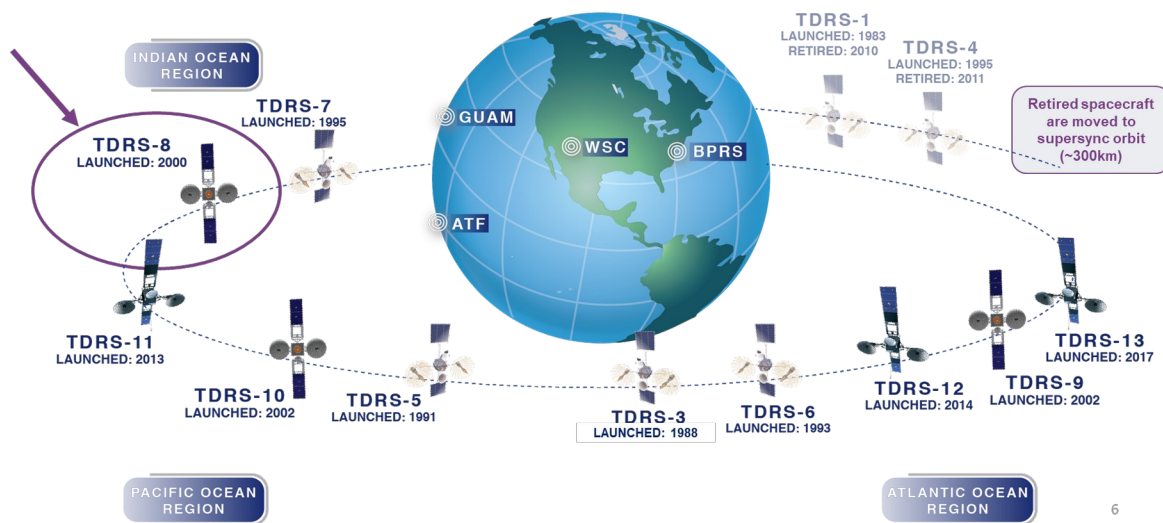 TDRS-1
LAUNCHED: 1983
RETIRED: 2010
TDRS-4
LAUNCHED: 1995
RETIRED: 2011
INDIAN OCEAN
REGION
TDRS-7
LAUNCHED: 1995
Retired spacecraft
are moved to
supersync orbit
(~300km)
GUAM
WSC
BPRS
TDRS-8
LAUNCHED: 2000
ATF
TDRS-11
LAUNCHED: 2013
TDRS-10
LAUNCHED: 2002
TDRS-5
LAUNCHED: 1991
TDRS-3
LAUNCHED: 1988
TDRS-6
LAUNCHED: 1993
TDRS-12
LAUNCHED: 2014
TDRS-9
LAUNCHED: 2002
TDRS-13
LAUNCHED: 2017
PACIFIC OCEAN
REGION
ATLANTIC OCEAN
REGION
6